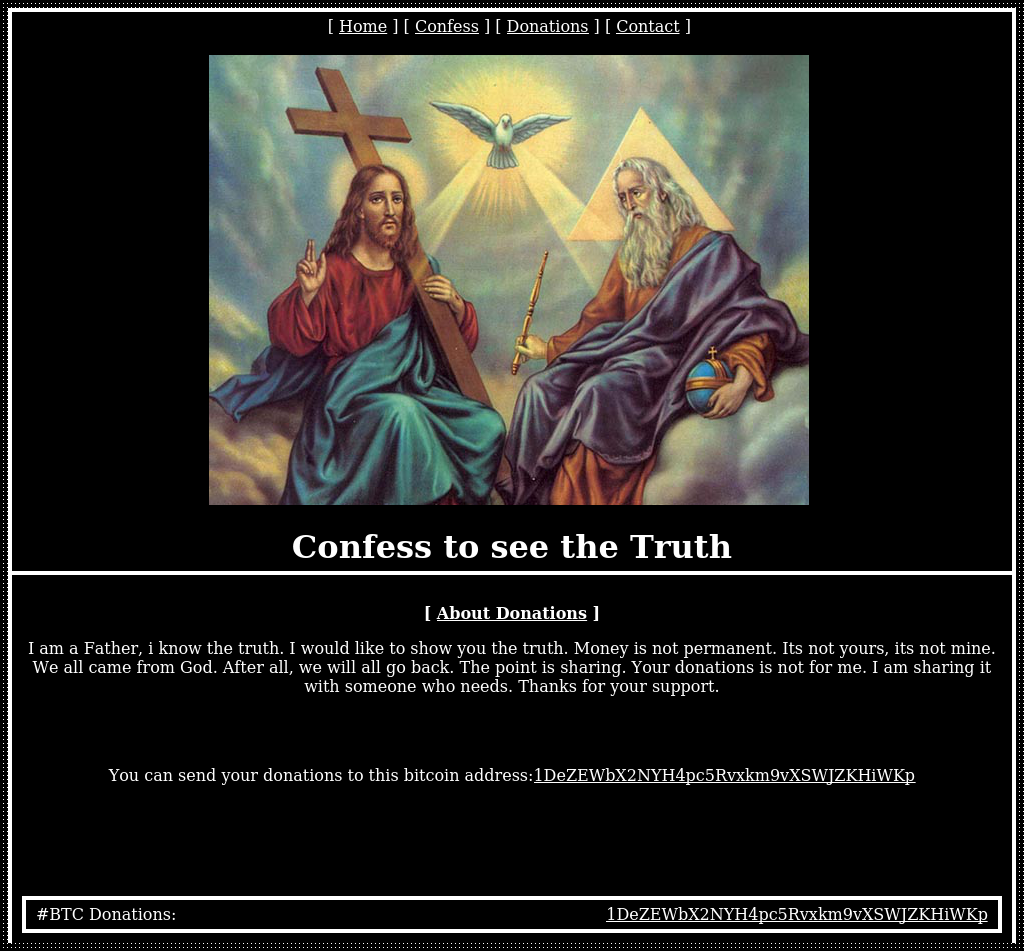 [ Home ] [ Confess ] [ Donations ] [ Contact ]
Confess to see the Truth
[ About Donations ]
I am a Father, i know the truth. I would like to show you the truth. Money is not permanent. Its not yours, its not mine.
We all came from God. After all, we will all go back. The point is sharing. Your donations is not for me. I am sharing it
with someone who needs. Thanks for your support.
You can send your donations to this bitcoin address:1DeZEWbX2NYH4pc5Rvxkm9vXSWJZKHiWKp
#BTC Donations: 1DeZEWbX2NYH4pc5Rvxkm9vXSWJZKHiWKp